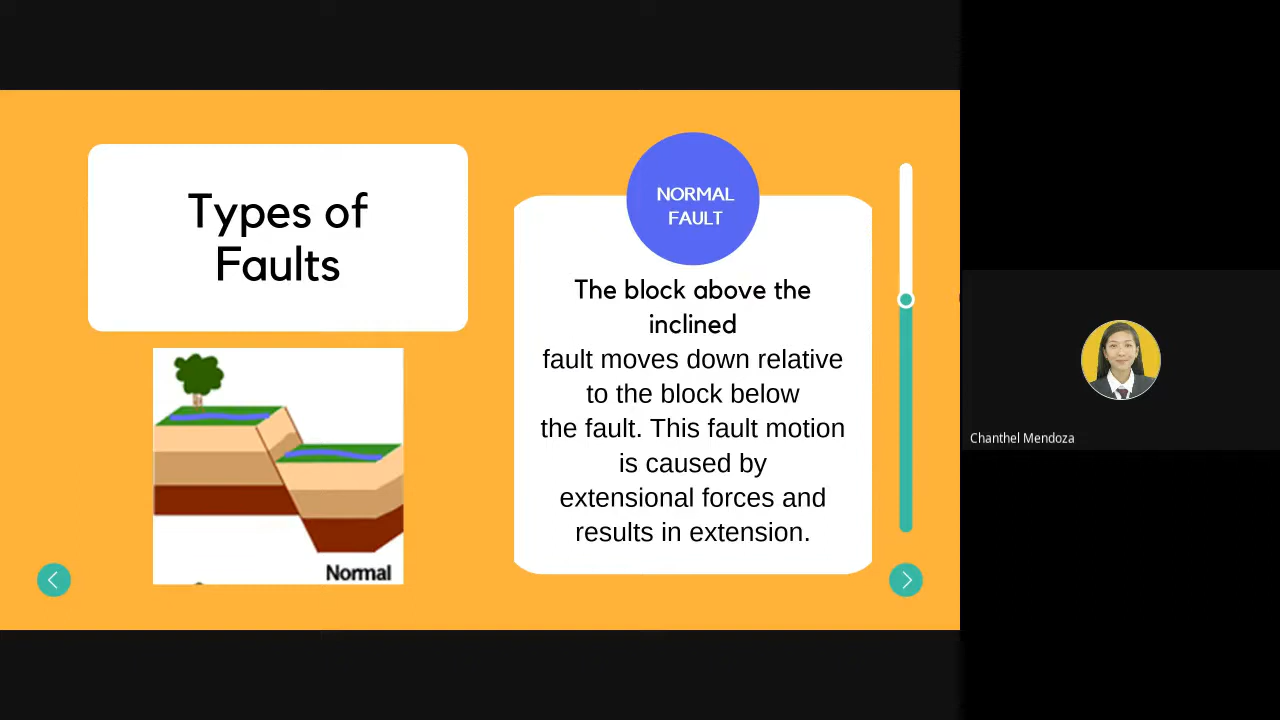 Types of
Faults
NORMAL
FAULT
The block above the
inclined
fault moves down relative
to the block below
the fault. This fault motion
is caused by
extensional forces and
results in extension.
Normal
Chanthel Mendoza